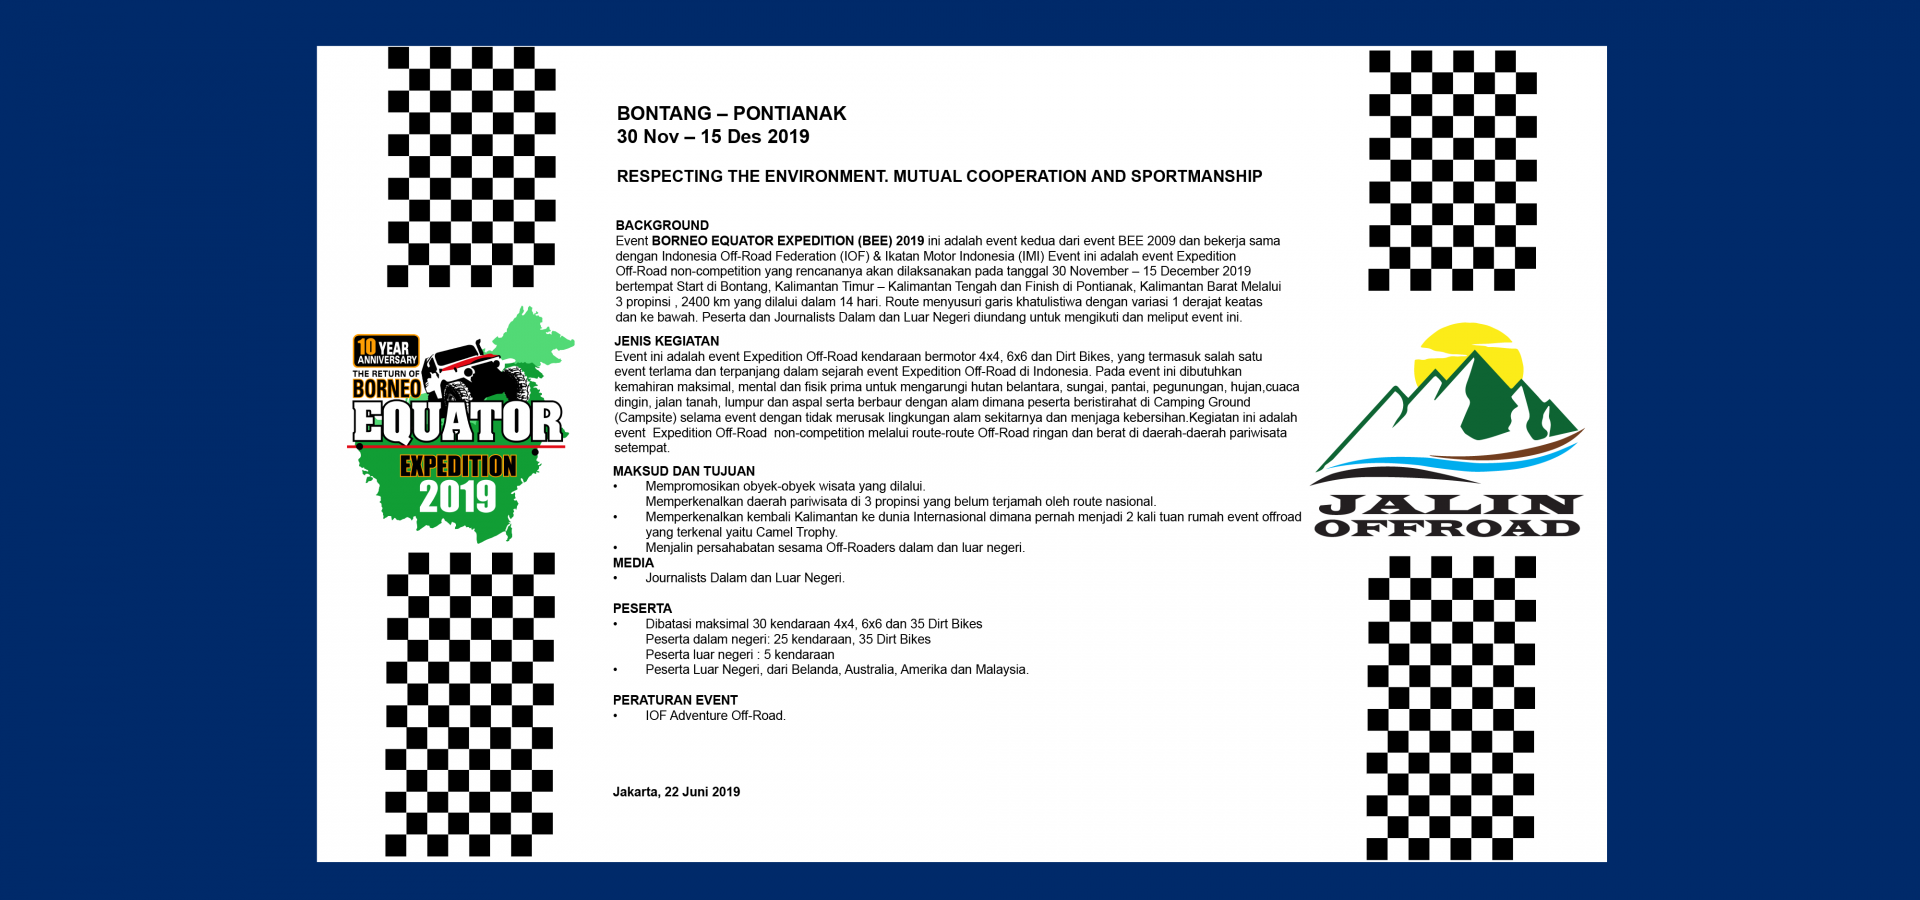 BONTANG – PONTIANAK
30 Nov – 15 Des 2019
RESPECTING THE ENVIRONMENT. MUTUAL COOPERATION AND SPORTMANSHIP
BACKGROUND
Event BORNEO EQUATOR EXPEDITION (BEE) 2019 ini adalah event kedua dari event BEE 2009 dan bekerja sama
dengan Indonesia Off-Road Federation (IOF) & Ikatan Motor Indonesia (IMI) Event ini adalah event Expedition
Off-Road non-competition yang rencananya akan dilaksanakan pada tanggal 30 November – 15 December 2019
bertempat Start di Bontang, Kalimantan Timur – Kalimantan Tengah dan Finish di Pontianak, Kalimantan Barat Melalui
3 propinsi , 2400 km yang dilalui dalam 14 hari. Route menyusuri garis khatulistiwa dengan variasi 1 derajat keatas
dan ke bawah. Peserta dan Journalists Dalam dan Luar Negeri diundang untuk mengikuti dan meliput event ini.
JENIS KEGIATAN
Event ini adalah event Expedition Off-Road kendaraan bermotor 4x4, 6x6 dan Dirt Bikes, yang termasuk salah satu
event terlama dan terpanjang dalam sejarah event Expedition Off-Road di Indonesia. Pada event ini dibutuhkan
kemahiran maksimal, mental dan fisik prima untuk mengarungi hutan belantara, sungai, pantai, pegunungan, hujan,cuaca
dingin, jalan tanah, lumpur dan aspal serta berbaur dengan alam dimana peserta beristirahat di Camping Ground
(Campsite) selama event dengan tidak merusak lingkungan alam sekitarnya dan menjaga kebersihan.Kegiatan ini adalah
event Expedition Off-Road non-competition melalui route-route Off-Road ringan dan berat di daerah-daerah pariwisata
setempat.
MAKSUD DAN TUJUAN
• Mempromosikan obyek-obyek wisata yang dilalui.
Memperkenalkan daerah pariwisata di 3 propinsi yang belum terjamah oleh route nasional.
• Memperkenalkan kembali Kalimantan ke dunia Internasional dimana pernah menjadi 2 kali tuan rumah event offroad
yang terkenal yaitu Camel Trophy.
• Menjalin persahabatan sesama Off-Roaders dalam dan luar negeri.
MEDIA
• Journalists Dalam dan Luar Negeri.
PESERTA
• Dibatasi maksimal 30 kendaraan 4x4, 6x6 dan 35 Dirt Bikes
Peserta dalam negeri: 25 kendaraan, 35 Dirt Bikes
Peserta luar negeri : 5 kendaraan
• Peserta Luar Negeri, dari Belanda, Australia, Amerika dan Malaysia.
PERATURAN EVENT
• IOF Adventure Off-Road.
Jakarta, 22 Juni 2019
10 YEAR
ANNIVERSARY
THE RETURN OF
BORNEO
EQUATOR
EXPEDITION
2019
JALIN
OFFROAD